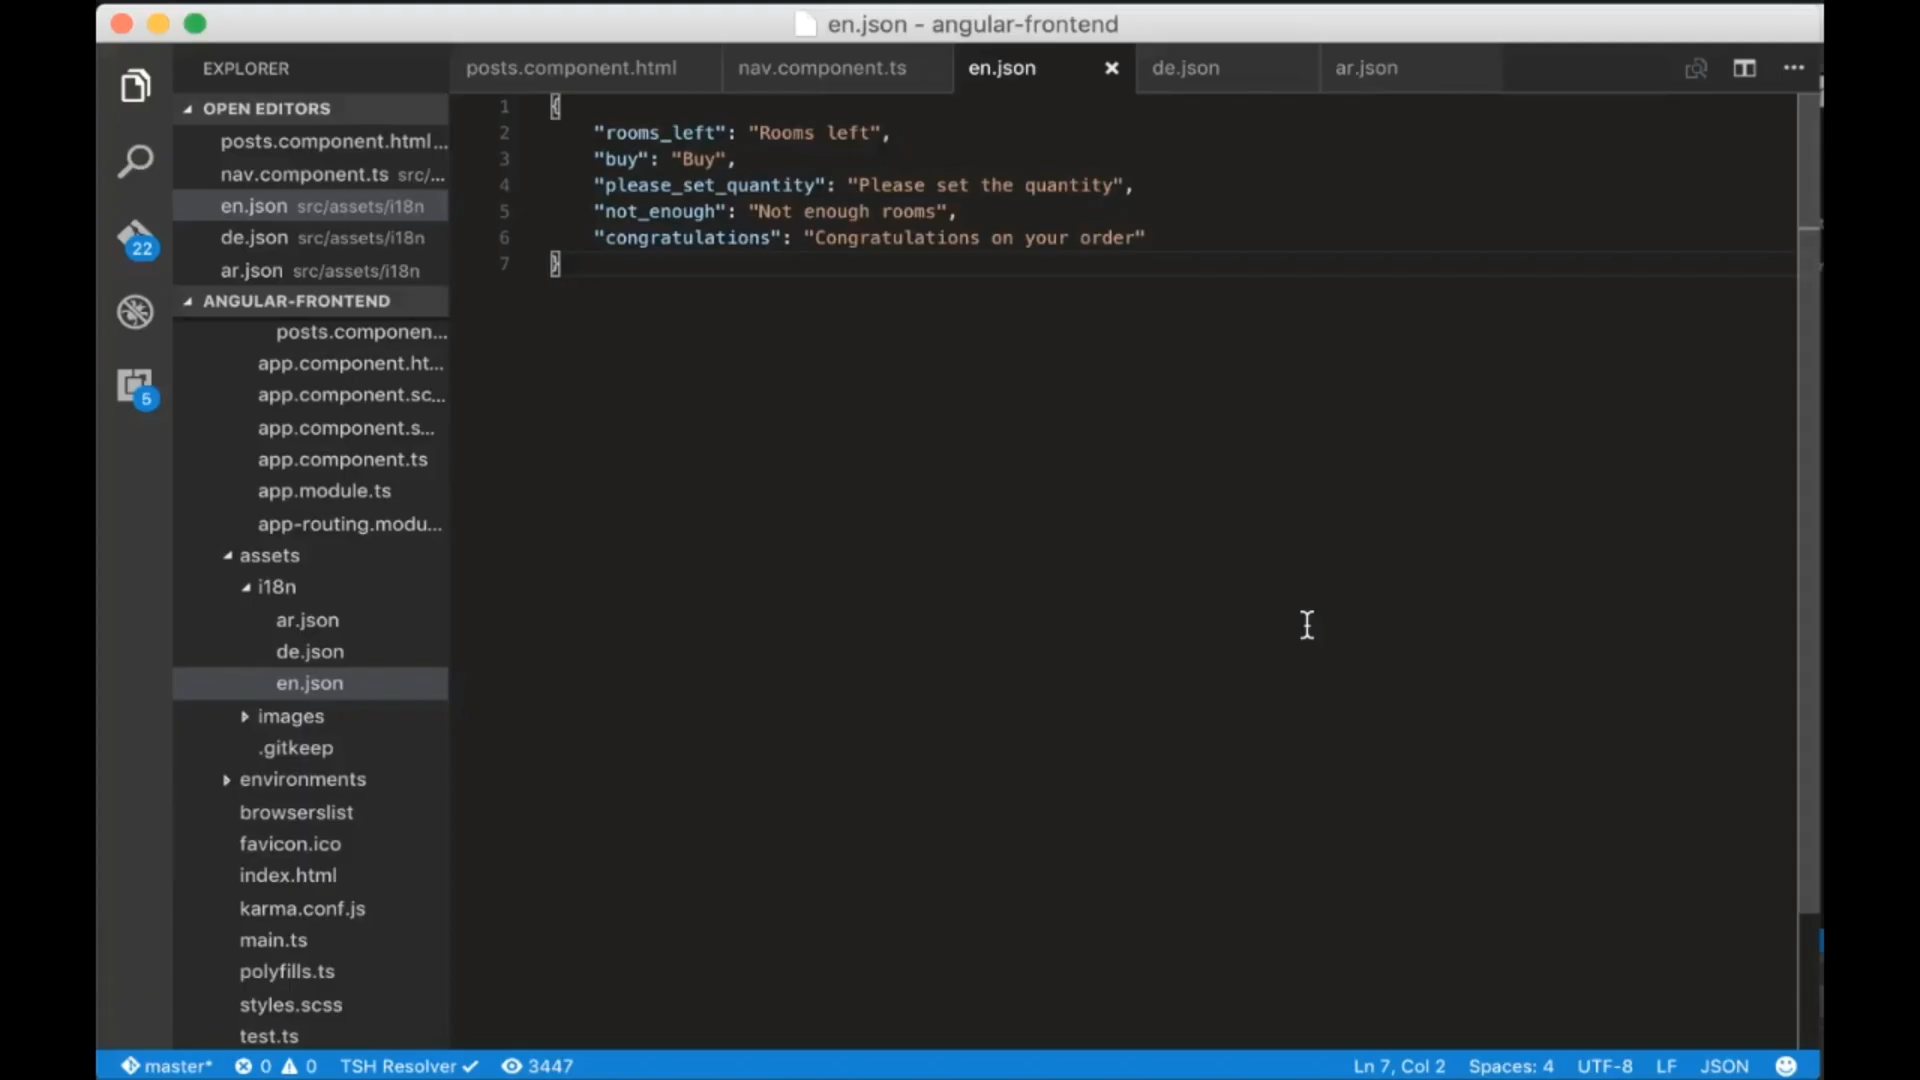 en.json - angular-frontend
EXPLORER
posts.component.html
nav.component.ts
en.json
de.json
ar.json
OPEN EDITORS
posts.component.html...
nav.component.ts src/...
en.json src/assets/i18n
de.json src/assets/i18n
ar.json src/assets/i18n
22
5
ANGULAR-FRONTEND
posts.componen...
app.component.ht...
app.component.sc...
app.component.s...
app.component.ts
app.module.ts
app-routing.modu...
assets
i18n
ar.json
de.json
en.json
images
.gitkeep
environments
browserslist
favicon.ico
index.html
karma.conf.js
main.ts
polyfills.ts
styles.scss
test.ts
1 {
2 "rooms_left": "Rooms left",
3 "buy": "Buy",
4 "please_set_quantity": "Please set the quantity",
5 "not_enough": "Not enough rooms",
6 "congratulations": "Congratulations on your order"
7 }
master* 0 0 TSH Resolver 3447 Ln 7, Col 2 Spaces: 4 UTF-8 LF JSON